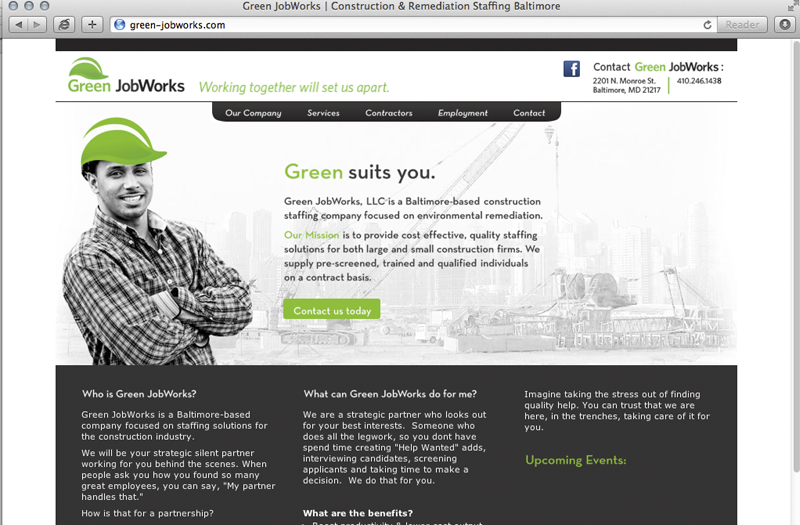 Green JobWorks | Construction & Remediation Staffing Baltimore
green-jobworks.com
Reader
Green JobWorks
Working together will set us apart.
f
Contact Green JobWorks:
2201 N. Monroe St.
Baltimore, MD 21217
410.246.1438
Our Company Services Contractors Employment Contact
Green suits you.
Green JobWorks, LLC is a Baltimore-based construction
staffing company focused on environmental remediation.
Our Mission is to provide cost effective, quality staffing
solutions for both large and small construction firms. We
supply pre-screened, trained and qualified individuals
on a contract basis.
Contact us today
Who is Green JobWorks?
Green JobWorks is a Baltimore-based
company focused on staffing solutions for
the construction industry.
We will be your strategic silent partner
working for you behind the scenes. When
people ask you how you found so many
great employees, you can say, "My partner
handles that."
How is that for a partnership?
What can Green JobWorks do for me?
We are a strategic partner who looks out
for your best interests. Someone who
does all the legwork, so you dont have
spend time creating "Help Wanted" adds,
interviewing candidates, screening
applicants and taking time to make a
decision. We do that for you.
What are the benefits?
Boost productivity & lower cost output
Imagine taking the stress out of finding
quality help. You can trust that we are
here, in the trenches, taking care of it for
you.
Upcoming Events: